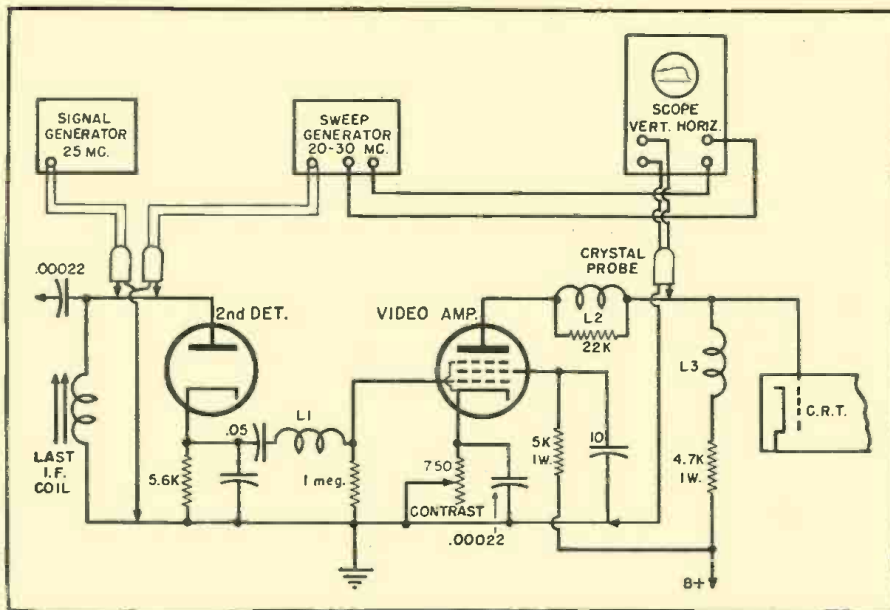 SIGNAL
GENERATOR
25 MC.
SWEEP
GENERATOR
20-30 MC.
SCOPE
VERT. HORIZ.
CRYSTAL
PROBE
.00022
2nd DET.
VIDEO AMP.
L2
22K
L3
C.R.T.
LAST
I.F.
COIL
5.6K
.05
L1
1 meg.
750
CONTRAST
.00022
5K
1W.
10
4.7K
1W.
B+